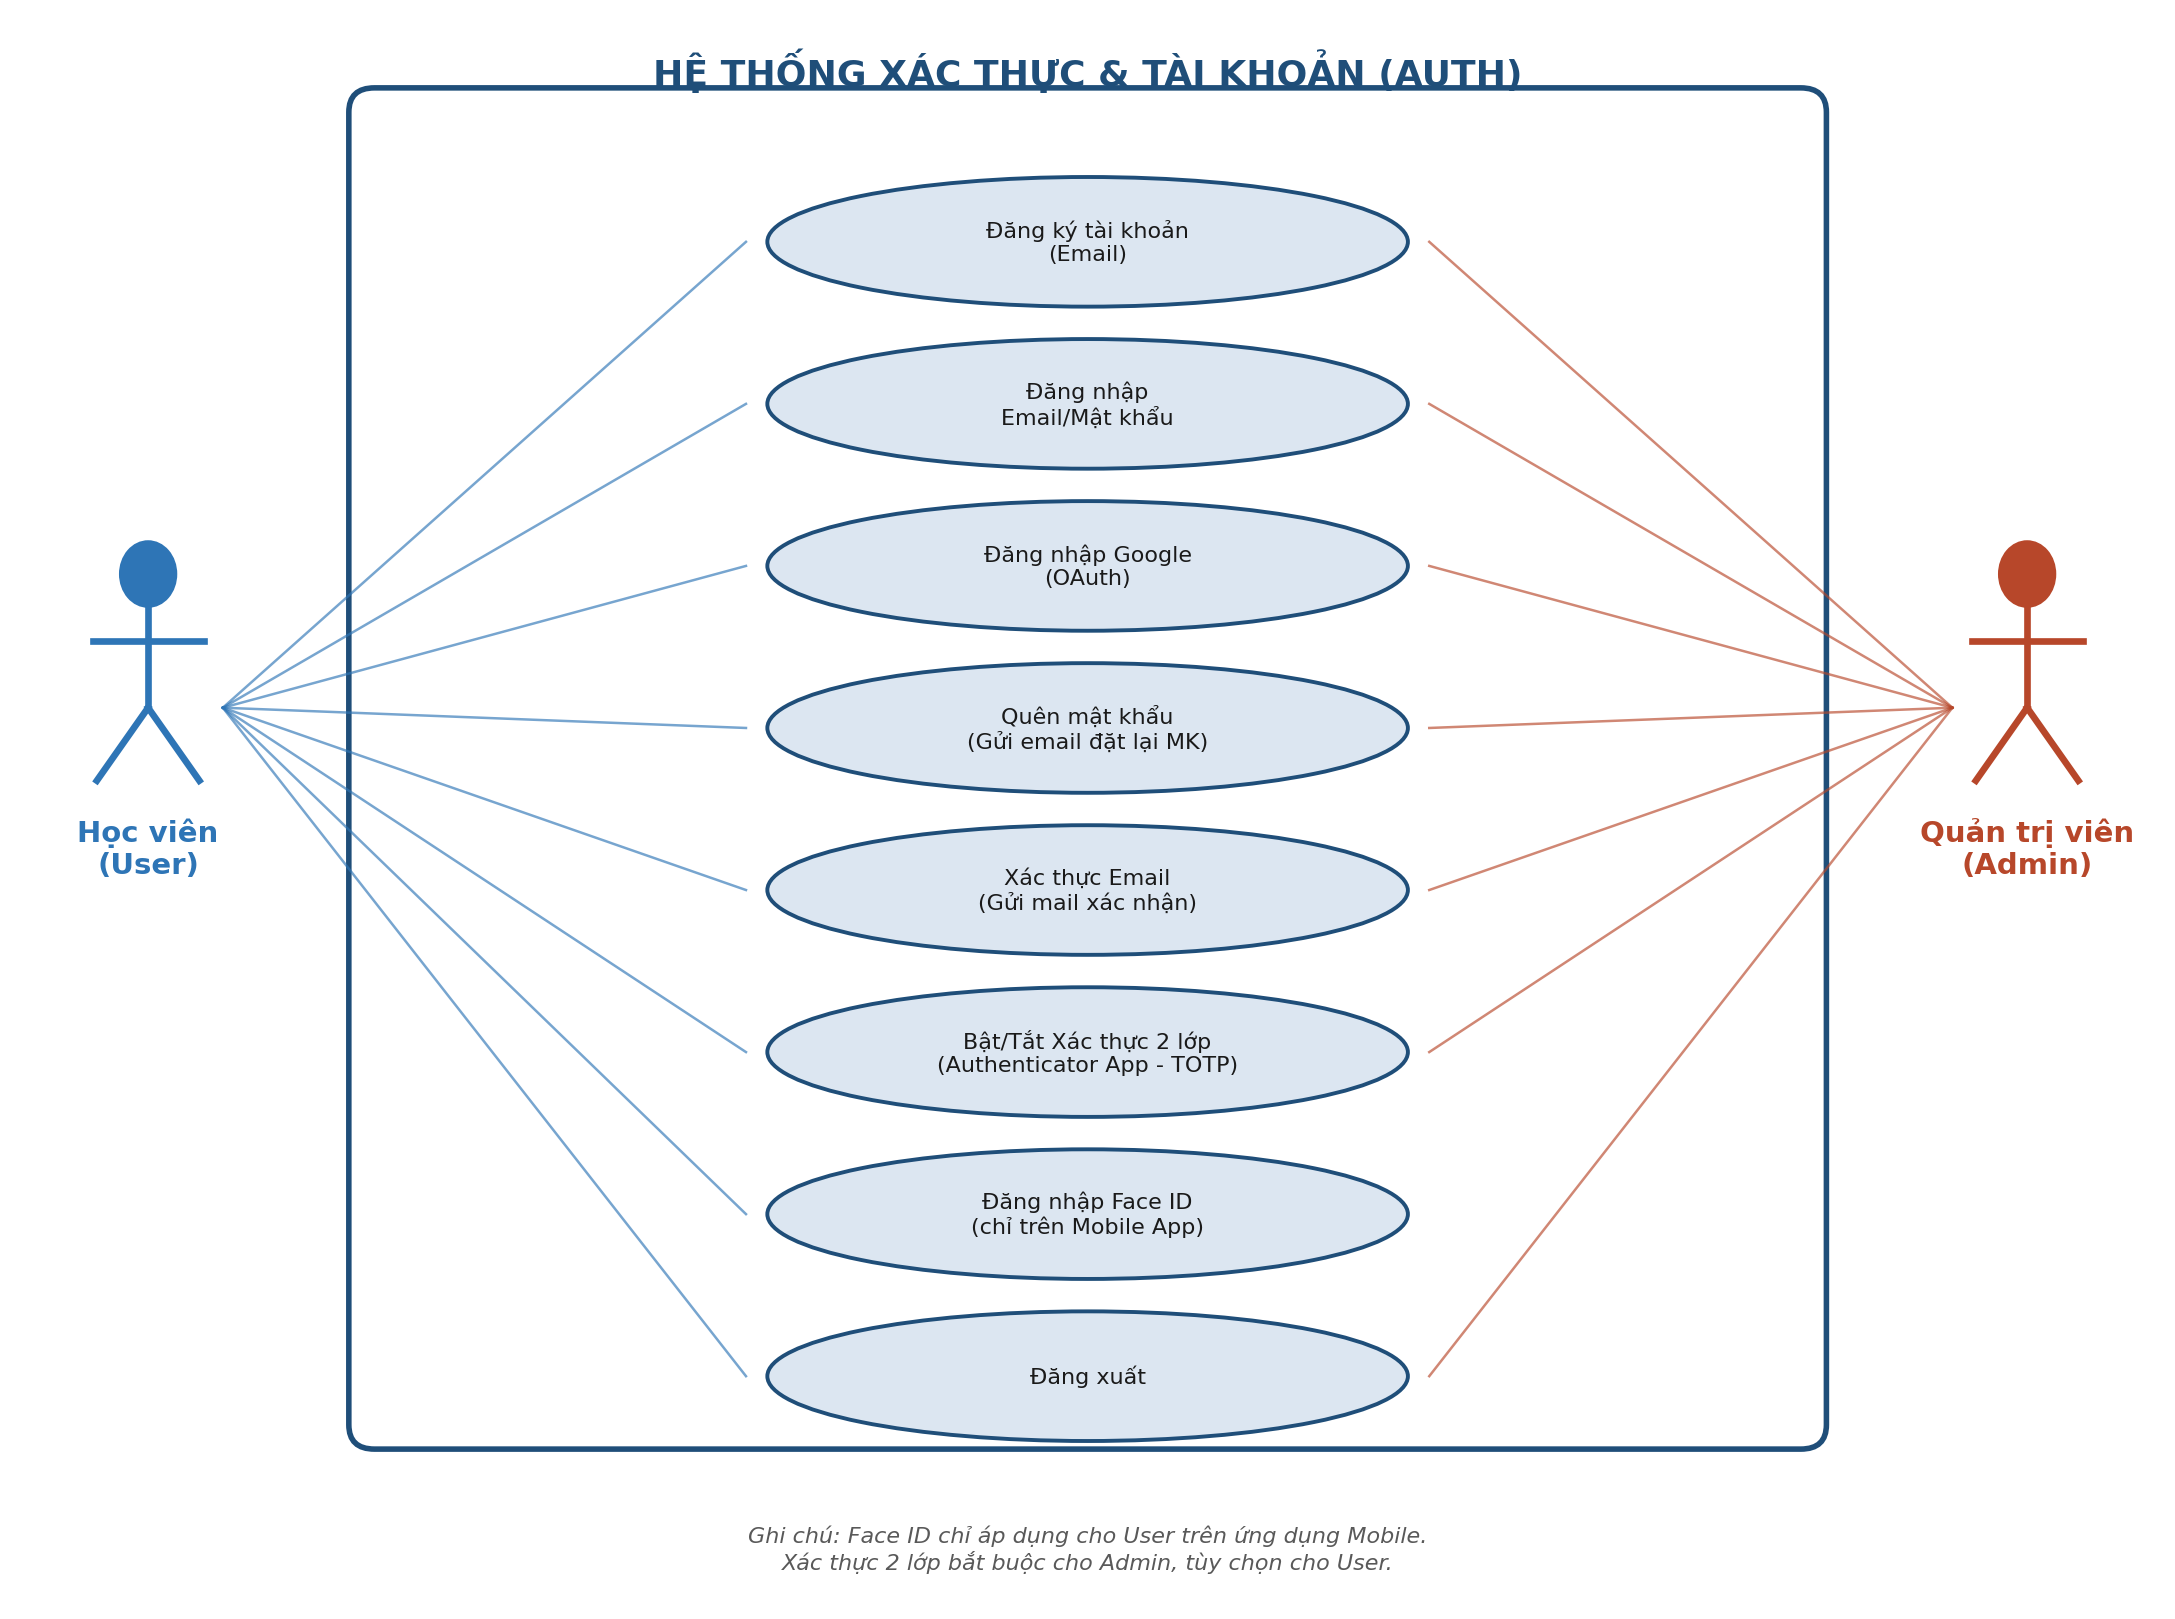 HỆ THỐNG XÁC THỰC & TÀI KHOẢN (AUTH)
Đăng ký tài khoản
(Email)
Đăng nhập
Email/Mật khẩu
Đăng nhập Google
(OAuth)
Quên mật khẩu
(Gửi email đặt lại MK)
Học viên
(User)
Quản trị viên
(Admin)
Xác thực Email
(Gửi mail xác nhận)
Bật/Tắt Xác thực 2 lớp
(Authenticator App - TOTP)
Đăng nhập Face ID
(chỉ trên Mobile App)
Đăng xuất
Ghi chú: Face ID chỉ áp dụng cho User trên ứng dụng Mobile.
Xác thực 2 lớp bắt buộc cho Admin, tùy chọn cho User.